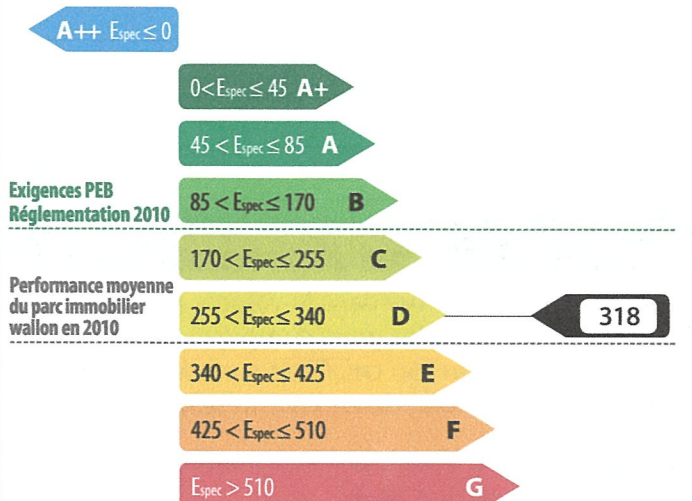 A++ Espec ≤ 0
0 < Espec ≤ 45 A+
45 < Espec ≤ 85 A
Exigences PEB
Réglementation 2010
85 < Espec ≤ 170 B
170 < Espec ≤ 255 C
Performance moyenne
du parc immobilier
wallon en 2010
255 < Espec ≤ 340 D
318
340 < Espec ≤ 425 E
425 < Espec ≤ 510 F
Espec > 510 G